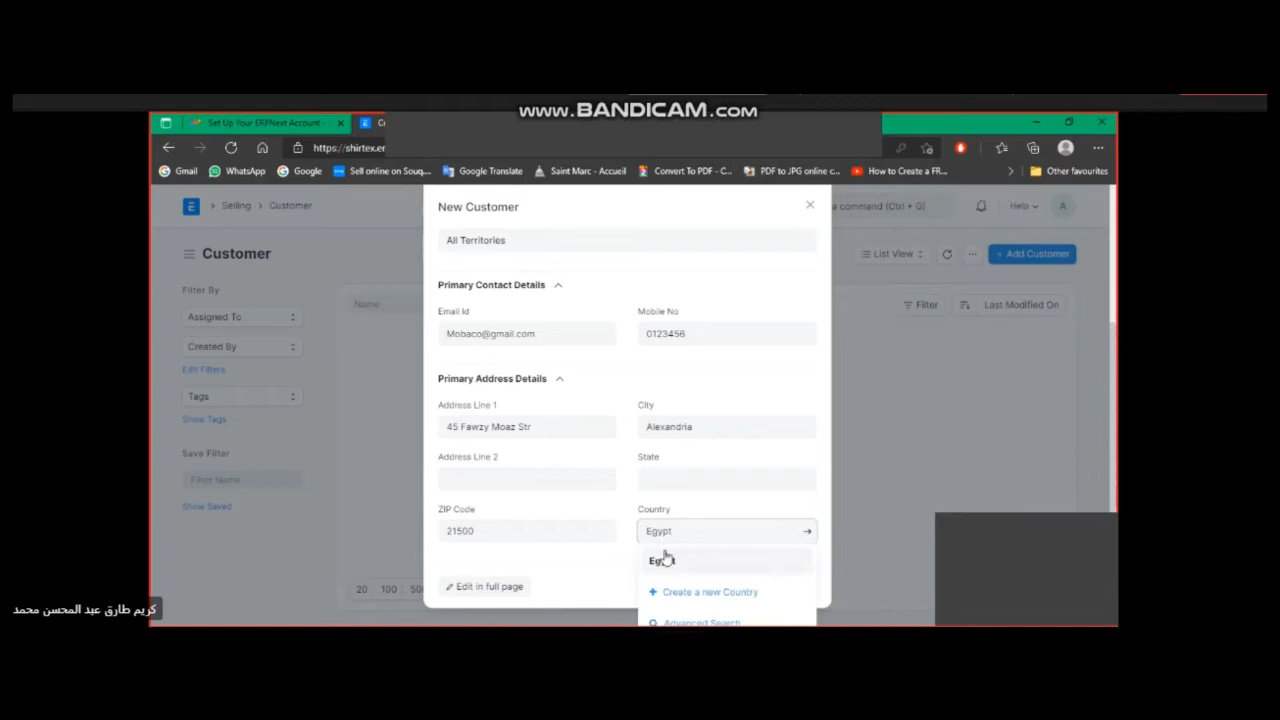 www.BANDICAM.com
Set Up Your ERPNext Account -
https://shirtex.er
Gmail
WhatsApp
Google
Sell online on Souq,...
Google Translate
Saint Marc - Accueil
Convert To PDF - C...
PDF to JPG online c...
How to Create a FR...
Other favourites
Selling > Customer
New Customer
a command (Ctrl + G)
Help
A
Customer
All Territories
List View
+ Add Customer
Filter By
Primary Contact Details
Name
Filter
Last Modified On
Assigned To
Email Id
Mobile No
Mobaco@gmail.com
0123456
Created By
Edit Filters
Primary Address Details
Tags
Address Line 1
City
Show Tags
45 Fawzy Moaz Str
Alexandria
Save Filter
Address Line 2
State
Filter Name
Show Saved
ZIP Code
Country
21500
Egypt
Egypt
20 100 50
Edit in full page
+ Create a new Country
Advanced Search
كريم طارق عبد المحسن محمد